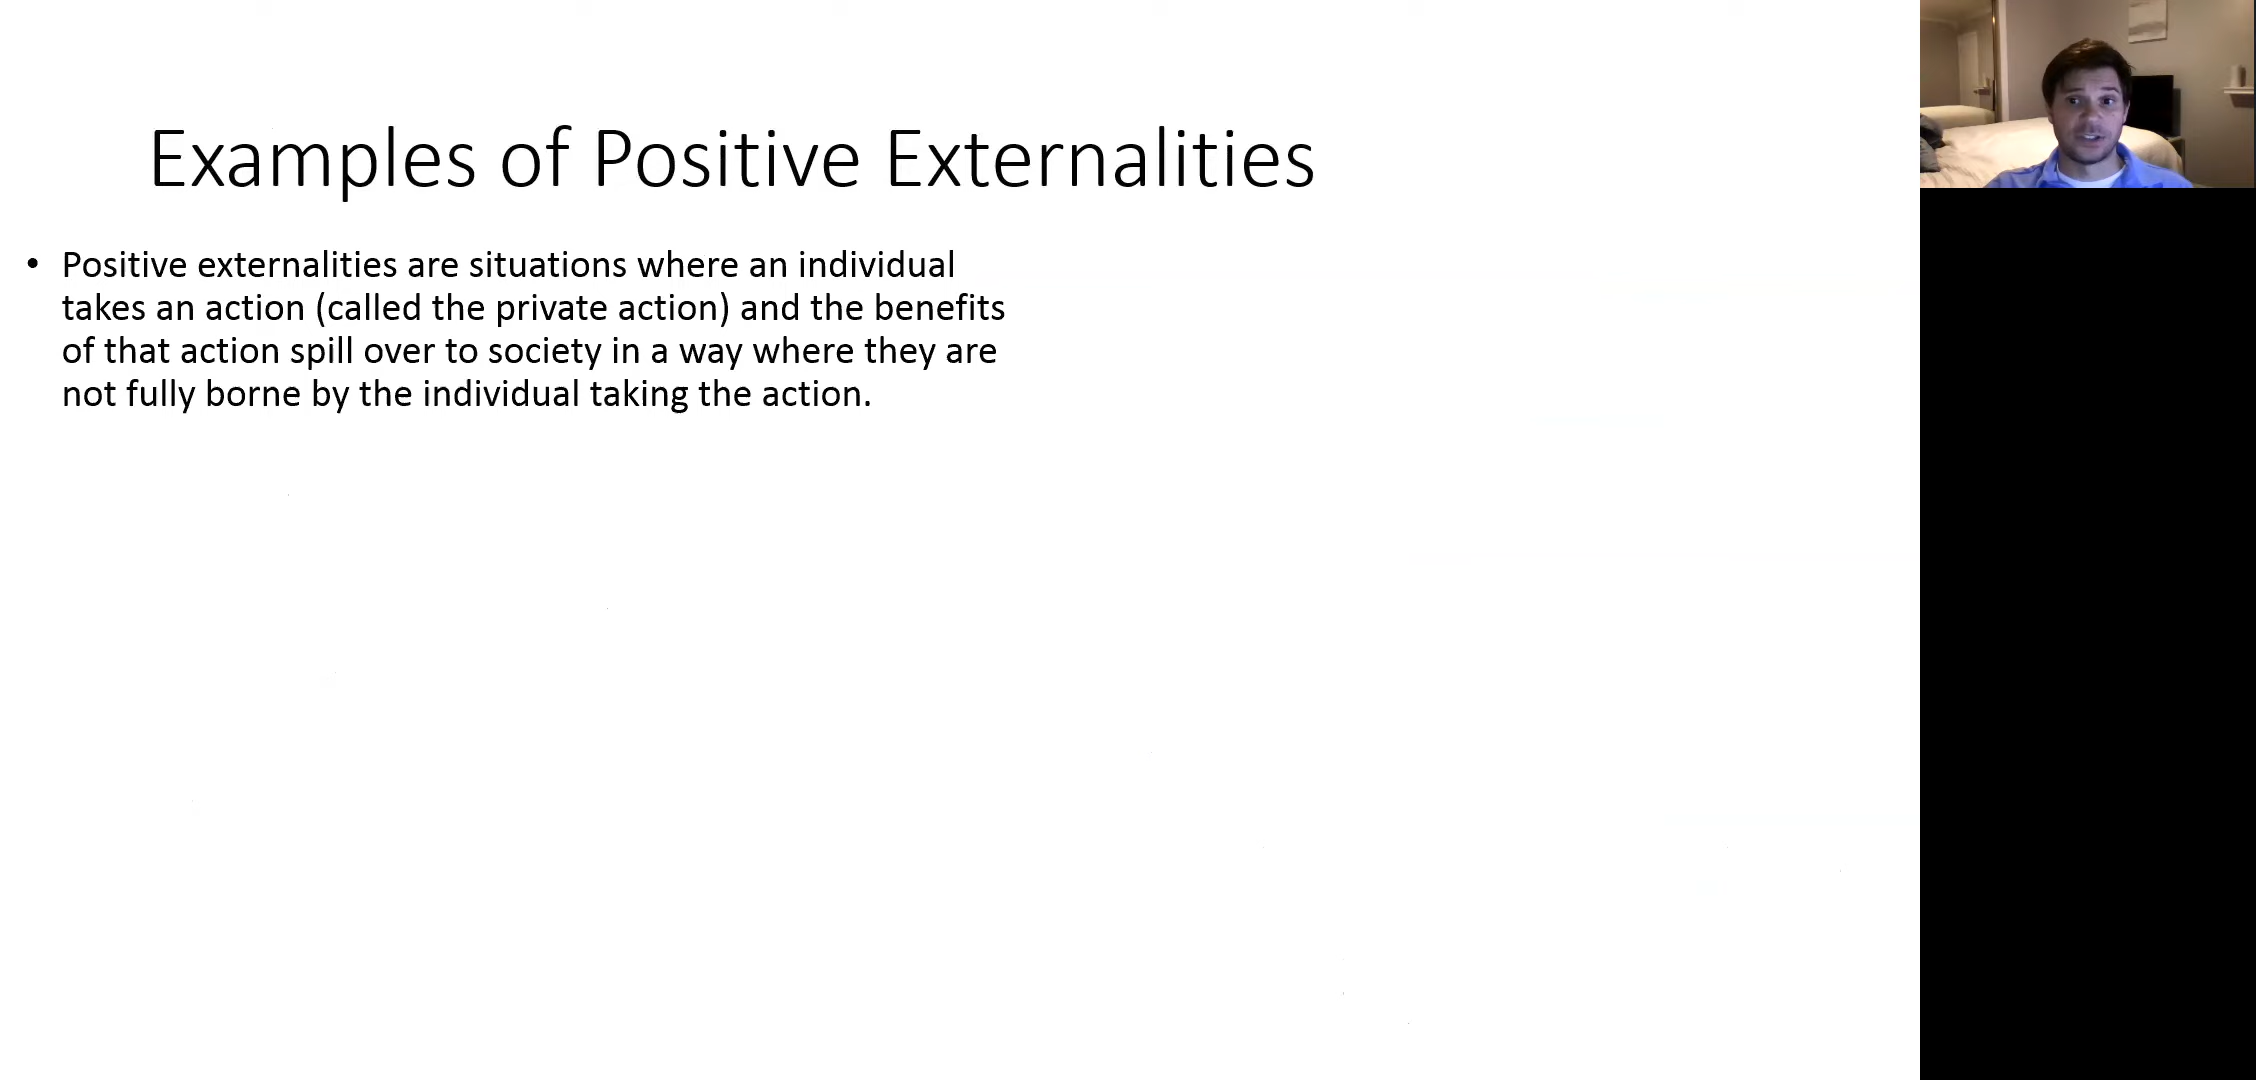 Examples of Positive Externalities
• Positive externalities are situations where an individual
takes an action (called the private action) and the benefits
of that action spill over to society in a way where they are
not fully borne by the individual taking the action.